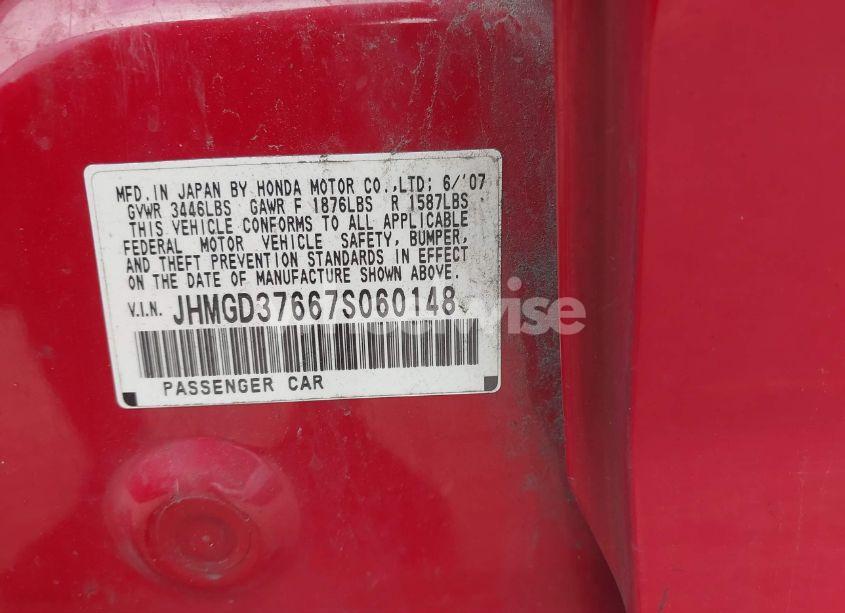 MFD. IN JAPAN BY HONDA MOTOR CO.,LTD; 6/'07
GVWR 3446LBS GAWR F 1876LBS R 1587LBS
THIS VEHICLE CONFORMS TO ALL APPLICABLE
FEDERAL MOTOR VEHICLE SAFETY, BUMPER,
AND THEFT PREVENTION STANDARDS IN EFFECT
ON THE DATE OF MANUFACTURE SHOWN ABOVE.
V.I.N. JHMGD37667S060148
PASSENGER CAR